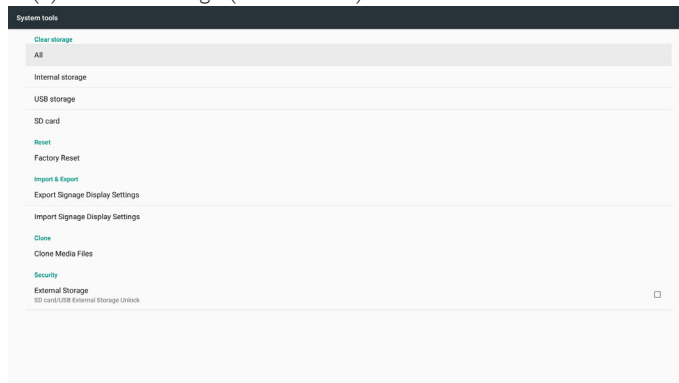 System tools
Clear storage
All
Internal storage
USB storage
SD card
Reset
Factory Reset
Import & Export
Export Signage Display Settings
Import Signage Display Settings
Clone
Clone Media Files
Security
External Storage
SD card/USB External Storage Unlock